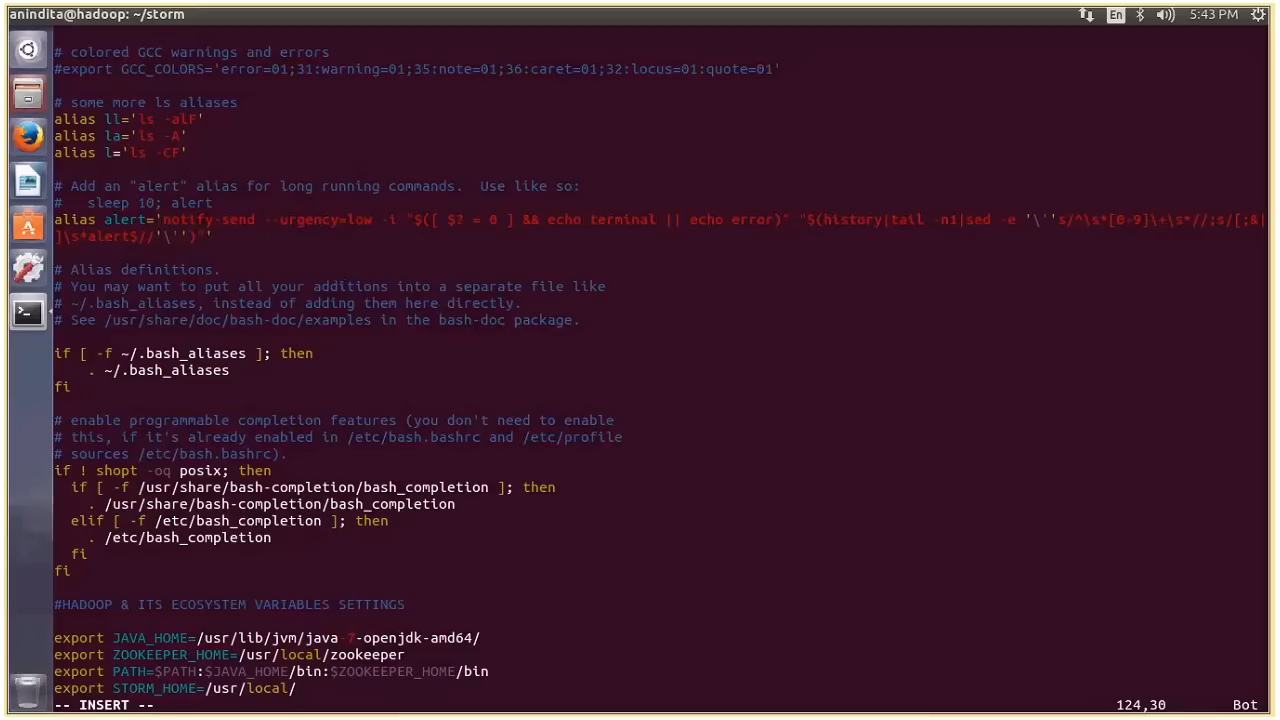 anindita@hadoop: ~/storm
En
5:43 PM
# colored GCC warnings and errors
#export GCC_COLORS='error=01;31:warning=01;35:note=01;36:caret=01;32:locus=01:quote=01'
# some more ls aliases
alias ll='ls -alF'
alias la='ls -A'
alias l='ls -CF'
# Add an "alert" alias for long running commands.  Use like so:
#   sleep 10; alert
alias alert='notify-send --urgency=low -i "$([ $? = 0 ] && echo terminal || echo error)" "$(history|tail -n1|sed -e '\''s/^\s*[0-9]\+\s*//;s/[;&|
]\s*alert$//'\'')"'
# Alias definitions.
# You may want to put all your additions into a separate file like
# ~/.bash_aliases, instead of adding them here directly.
# See /usr/share/doc/bash-doc/examples in the bash-doc package.
if [ -f ~/.bash_aliases ]; then
    . ~/.bash_aliases
fi
# enable programmable completion features (you don't need to enable
# this, if it's already enabled in /etc/bash.bashrc and /etc/profile
# sources /etc/bash.bashrc).
if ! shopt -oq posix; then
  if [ -f /usr/share/bash-completion/bash_completion ]; then
    . /usr/share/bash-completion/bash_completion
  elif [ -f /etc/bash_completion ]; then
    . /etc/bash_completion
  fi
fi
#HADOOP & ITS ECOSYSTEM VARIABLES SETTINGS
export JAVA_HOME=/usr/lib/jvm/java-7-openjdk-amd64/
export ZOOKEEPER_HOME=/usr/local/zookeeper
export PATH=$PATH:$JAVA_HOME/bin:$ZOOKEEPER_HOME/bin
export STORM_HOME=/usr/local/
-- INSERT --
124,30
Bot